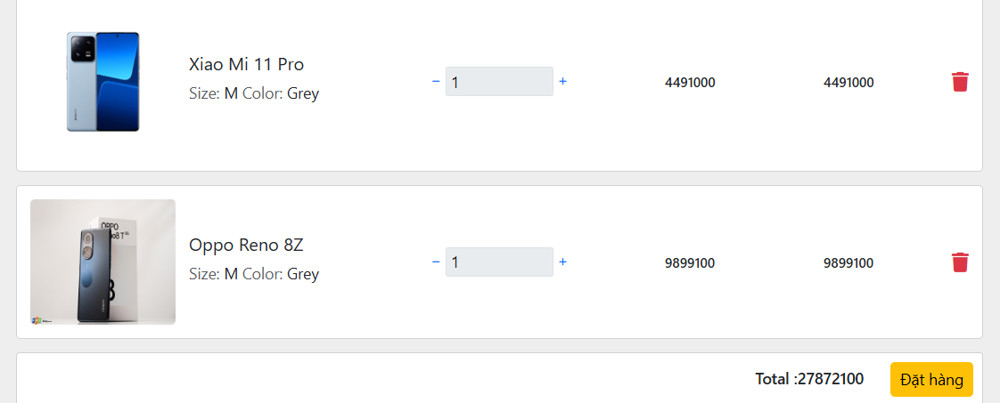 Xiao Mi 11 Pro
Size: M Color: Grey
− 1 + 4491000 4491000
OPPO
Oppo Reno 8Z
Size: M Color: Grey
− 1 + 9899100 9899100
Total :27872100 Đặt hàng